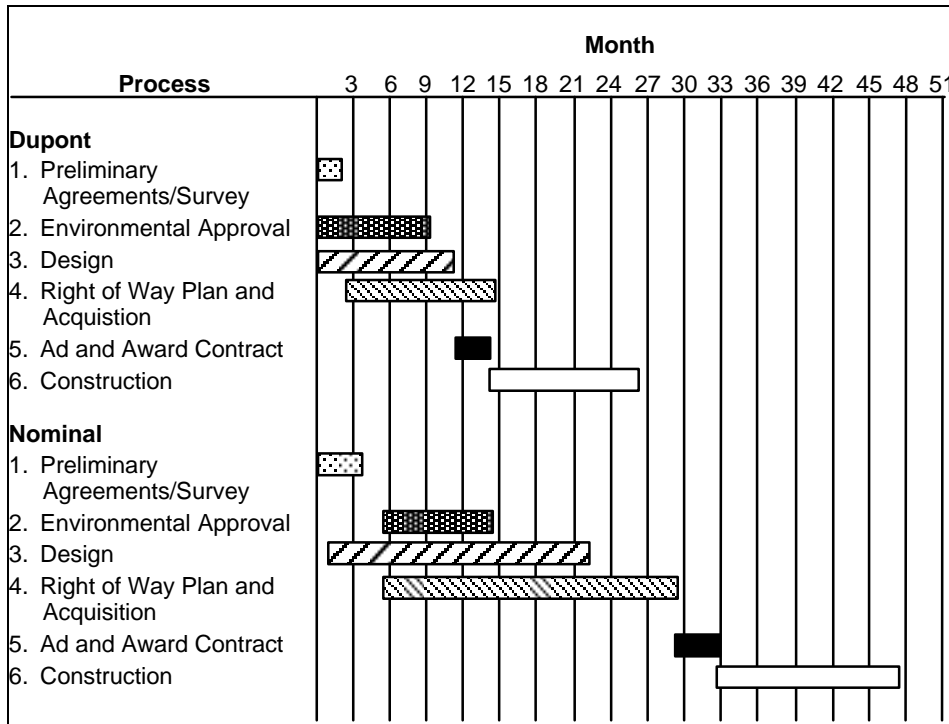 Month
Process 3 6 9 12 15 18 21 24 27 30 33 36 39 42 45 48 51
Dupont
1. Preliminary
Agreements/Survey
2. Environmental Approval
3. Design
4. Right of Way Plan and
Acquistion
5. Ad and Award Contract
6. Construction
Nominal
1. Preliminary
Agreements/Survey
2. Environmental Approval
3. Design
4. Right of Way Plan and
Acquisition
5. Ad and Award Contract
6. Construction